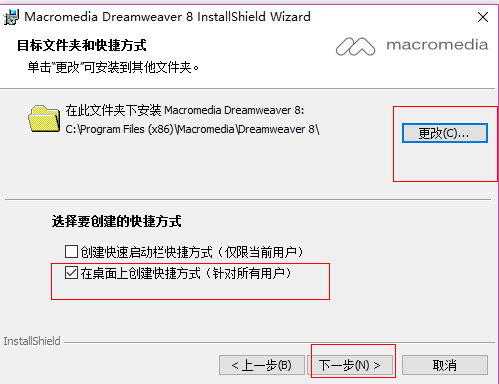 Macromedia Dreamweaver 8 InstallShield Wizard
目标文件夹和快捷方式
单击“更改”可安装到其他文件夹。
macromedia
在此文件夹下安装 Macromedia Dreamweaver 8:
C:\Program Files (x86)\Macromedia\Dreamweaver 8\
更改(C)...
选择要创建的快捷方式
创建快速启动栏快捷方式（仅限当前用户）
在桌面上创建快捷方式（针对所有用户）
InstallShield
< 上一步(B)
下一步(N) >
取消